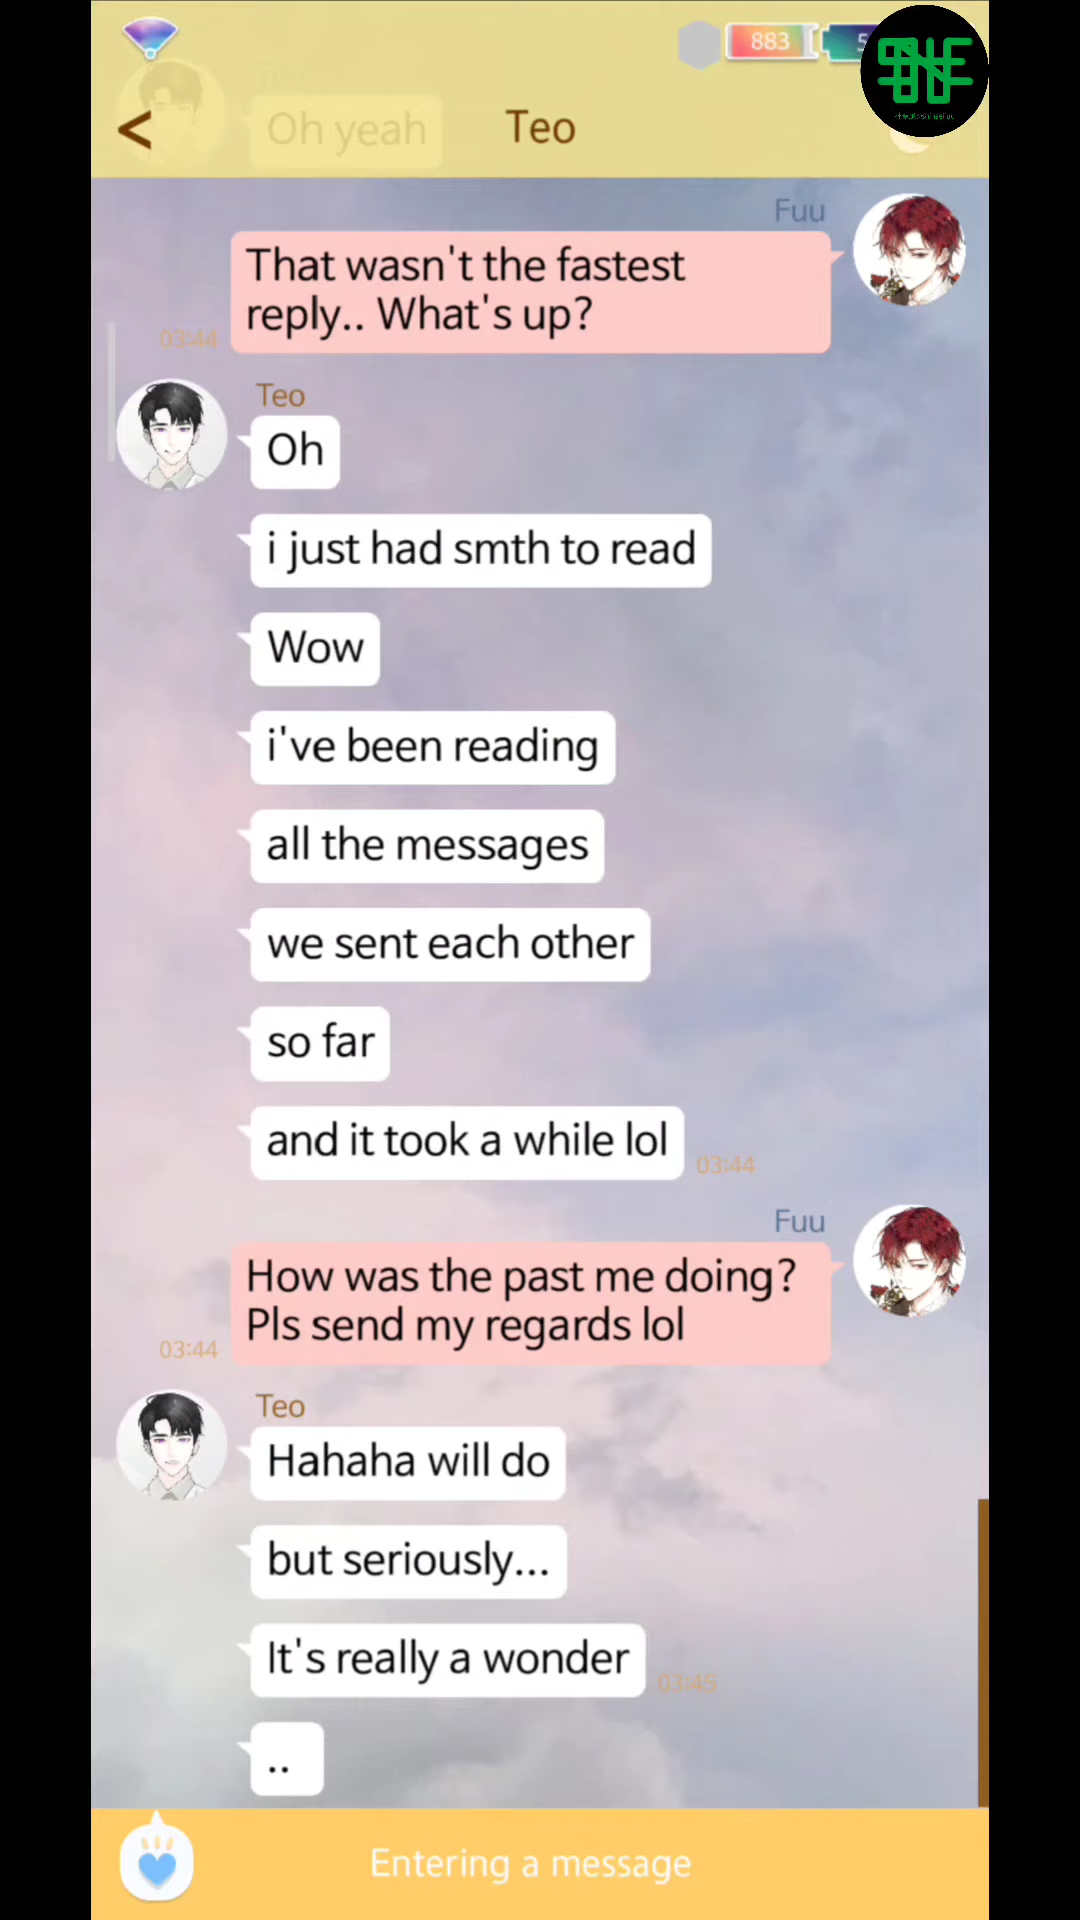 883
5
Teo
Oh yeah
Teo
Fuu
That wasn't the fastest
reply.. What's up?
03:44
Teo
Oh
i just had smth to read
Wow
i've been reading
all the messages
we sent each other
so far
and it took a while lol
03:44
Fuu
How was the past me doing?
Pls send my regards lol
03:44
Teo
Hahaha will do
but seriously...
It's really a wonder
03:45
..
Entering a message